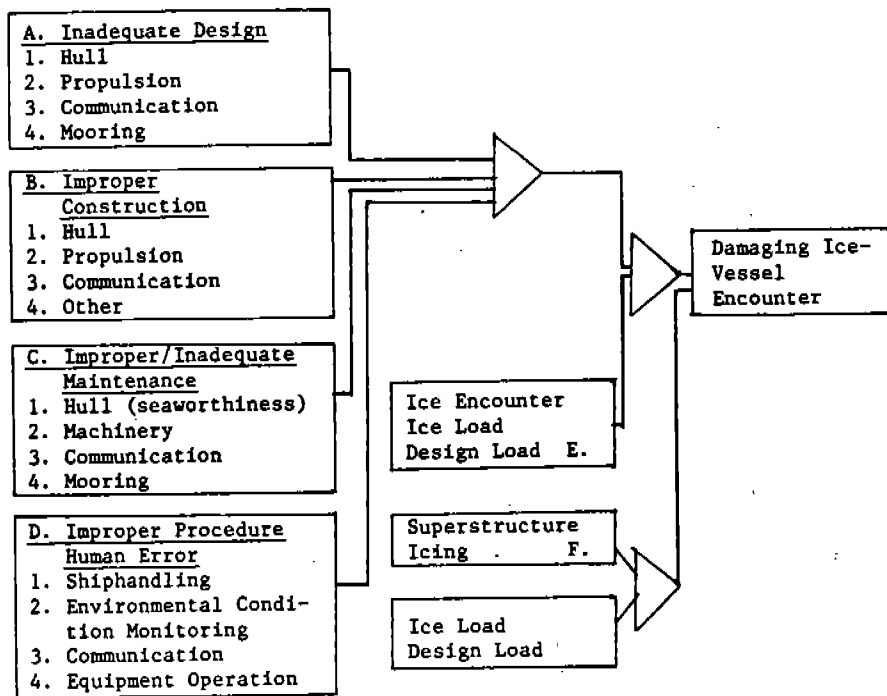 A. Inadequate Design
1. Hull
2. Propulsion
3. Communication
4. Mooring
B. Improper
Construction
1. Hull
2. Propulsion
3. Communication
4. Other
C. Improper/Inadequate
Maintenance
1. Hull (seaworthiness)
2. Machinery
3. Communication
4. Mooring
D. Improper Procedure
Human Error
1. Shiphandling
2. Environmental Condi-
tion Monitoring
3. Communication
4. Equipment Operation
Ice Encounter
Ice Load
Design Load E.
Superstructure
Icing . F.
Ice Load
Design Load
Damaging Ice-
Vessel
Encounter